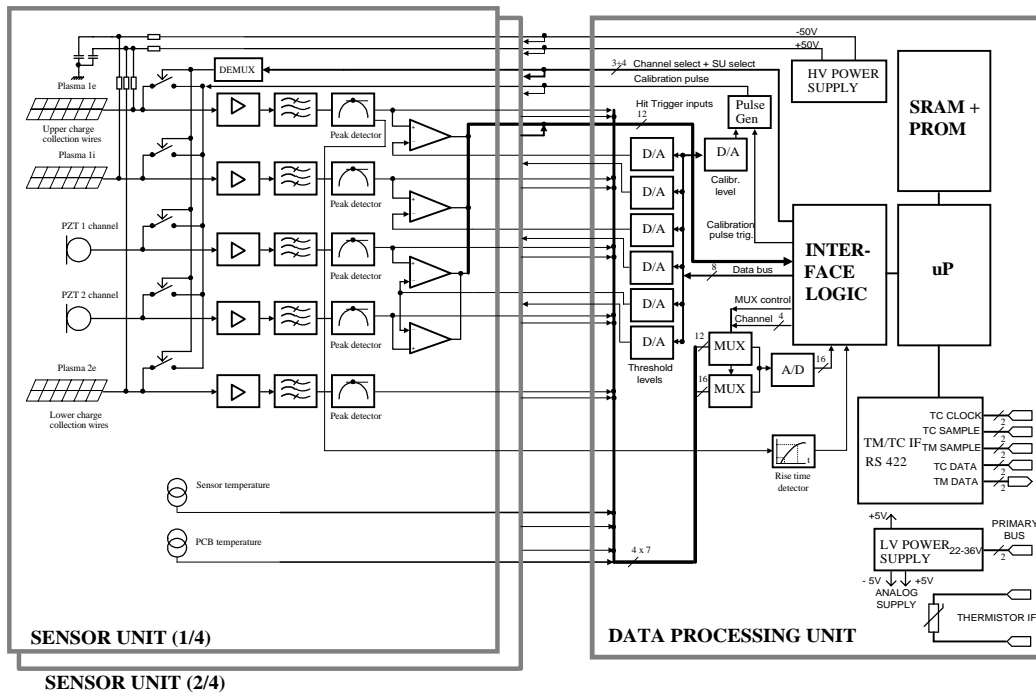 -50V
+50V
HV POWER
SUPPLY
SRAM +
PROM
DEMUX
3+4
Channel select + SU select
Calibration pulse
Plasma 1e
Upper charge
collection wires
Peak detector
+
-
Hit Trigger inputs
12
Pulse
Gen
D/A
D/A
Calibr.
level
Plasma 1i
Peak detector
+
-
D/A
D/A
Calibration
pulse trig.
INTER-
FACE
LOGIC
uP
PZT 1 channel
Peak detector
+
-
D/A
8
Data bus
PZT 2 channel
Peak detector
-
+
D/A
D/A
Threshold
levels
MUX control
Channel
4
12
MUX
16
MUX
A/D
16
Plasma 2e
Lower charge
collection wires
Peak detector
TM/TC IF
RS 422
TC CLOCK
2
TC SAMPLE
2
TM SAMPLE
2
TC DATA
2
TM DATA
2
t
Rise time
detector
Sensor temperature
PCB temperature
4 x 7
+5V
LV POWER
SUPPLY
22-36V
PRIMARY
BUS
2
- 5V
+5V
ANALOG
SUPPLY
THERMISTOR IF
SENSOR UNIT (1/4)
DATA PROCESSING UNIT
SENSOR UNIT (2/4)